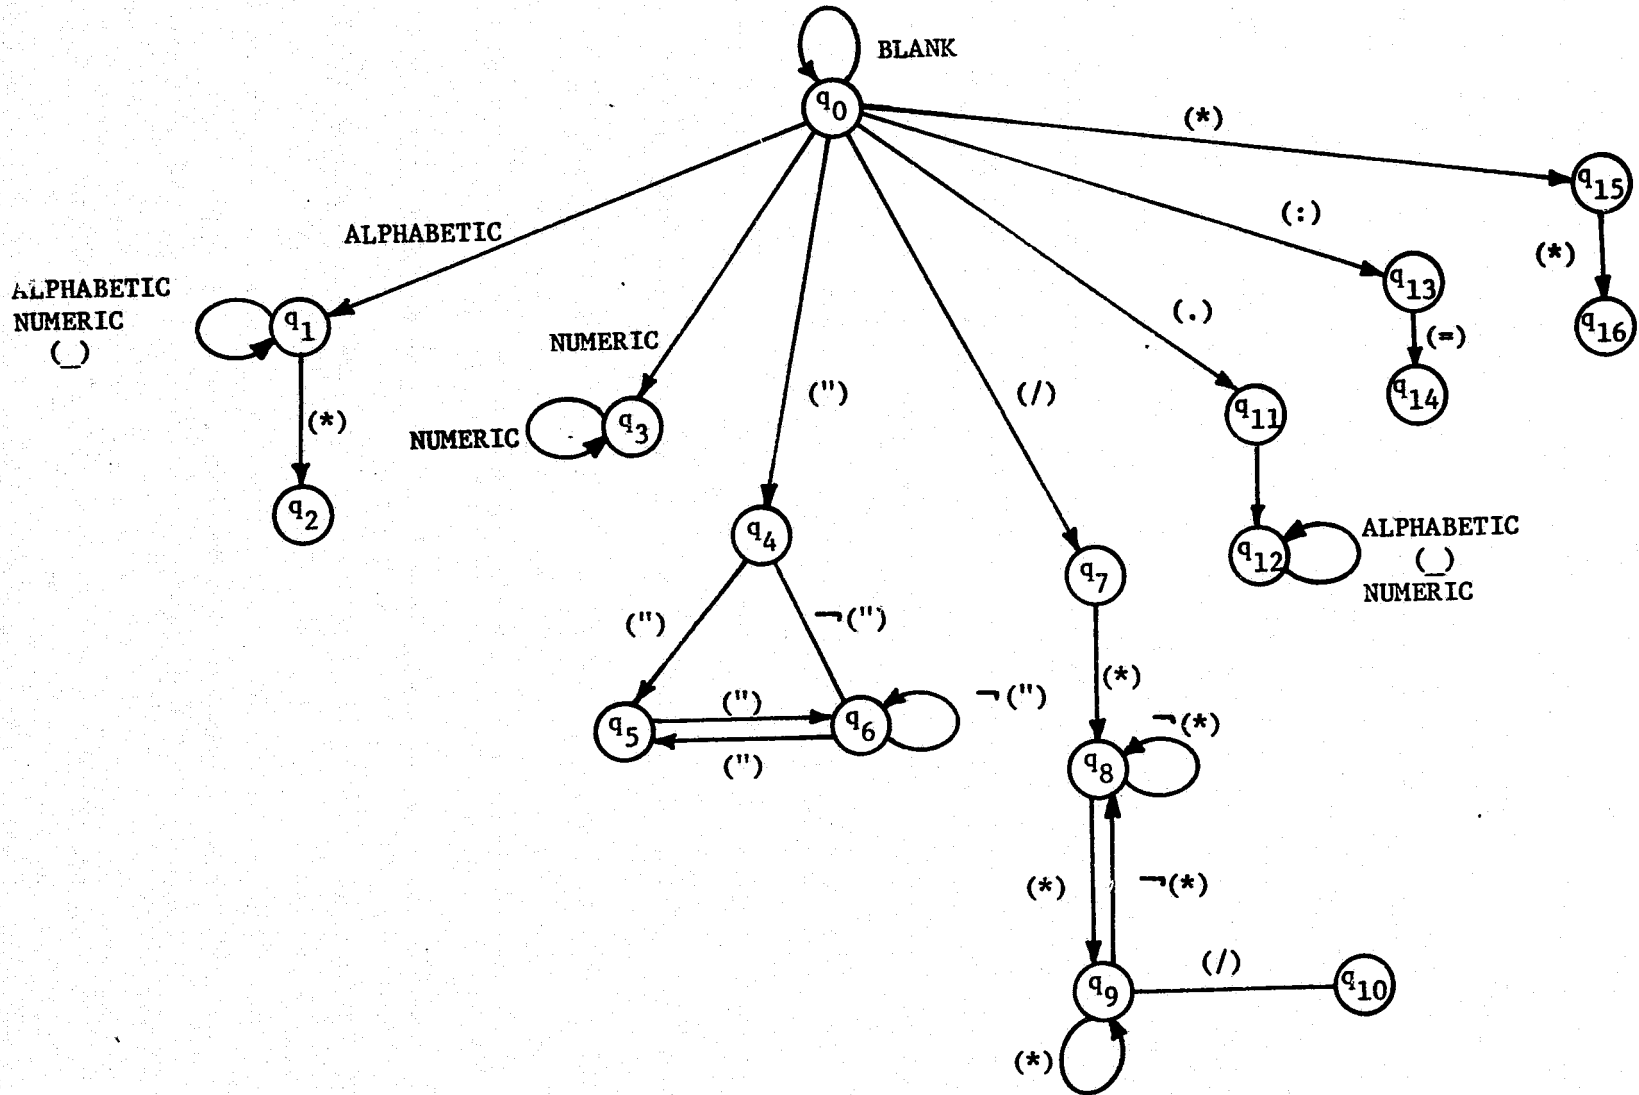 BLANK
q0
(*)
q15
(*)
q16
(:)
q13
(=)
q14
(.)
q11
q12
ALPHABETIC
(_)
NUMERIC
ALPHABETIC
ALPHABETIC
NUMERIC
(_)
q1
(*)
q2
NUMERIC
NUMERIC
q3
(")
q4
(")
¬(")
q5
(")
(")
q6
¬(")
(/)
q7
(*)
q8
¬(*)
(*)
¬(*)
q9
(*)
(/)
q10